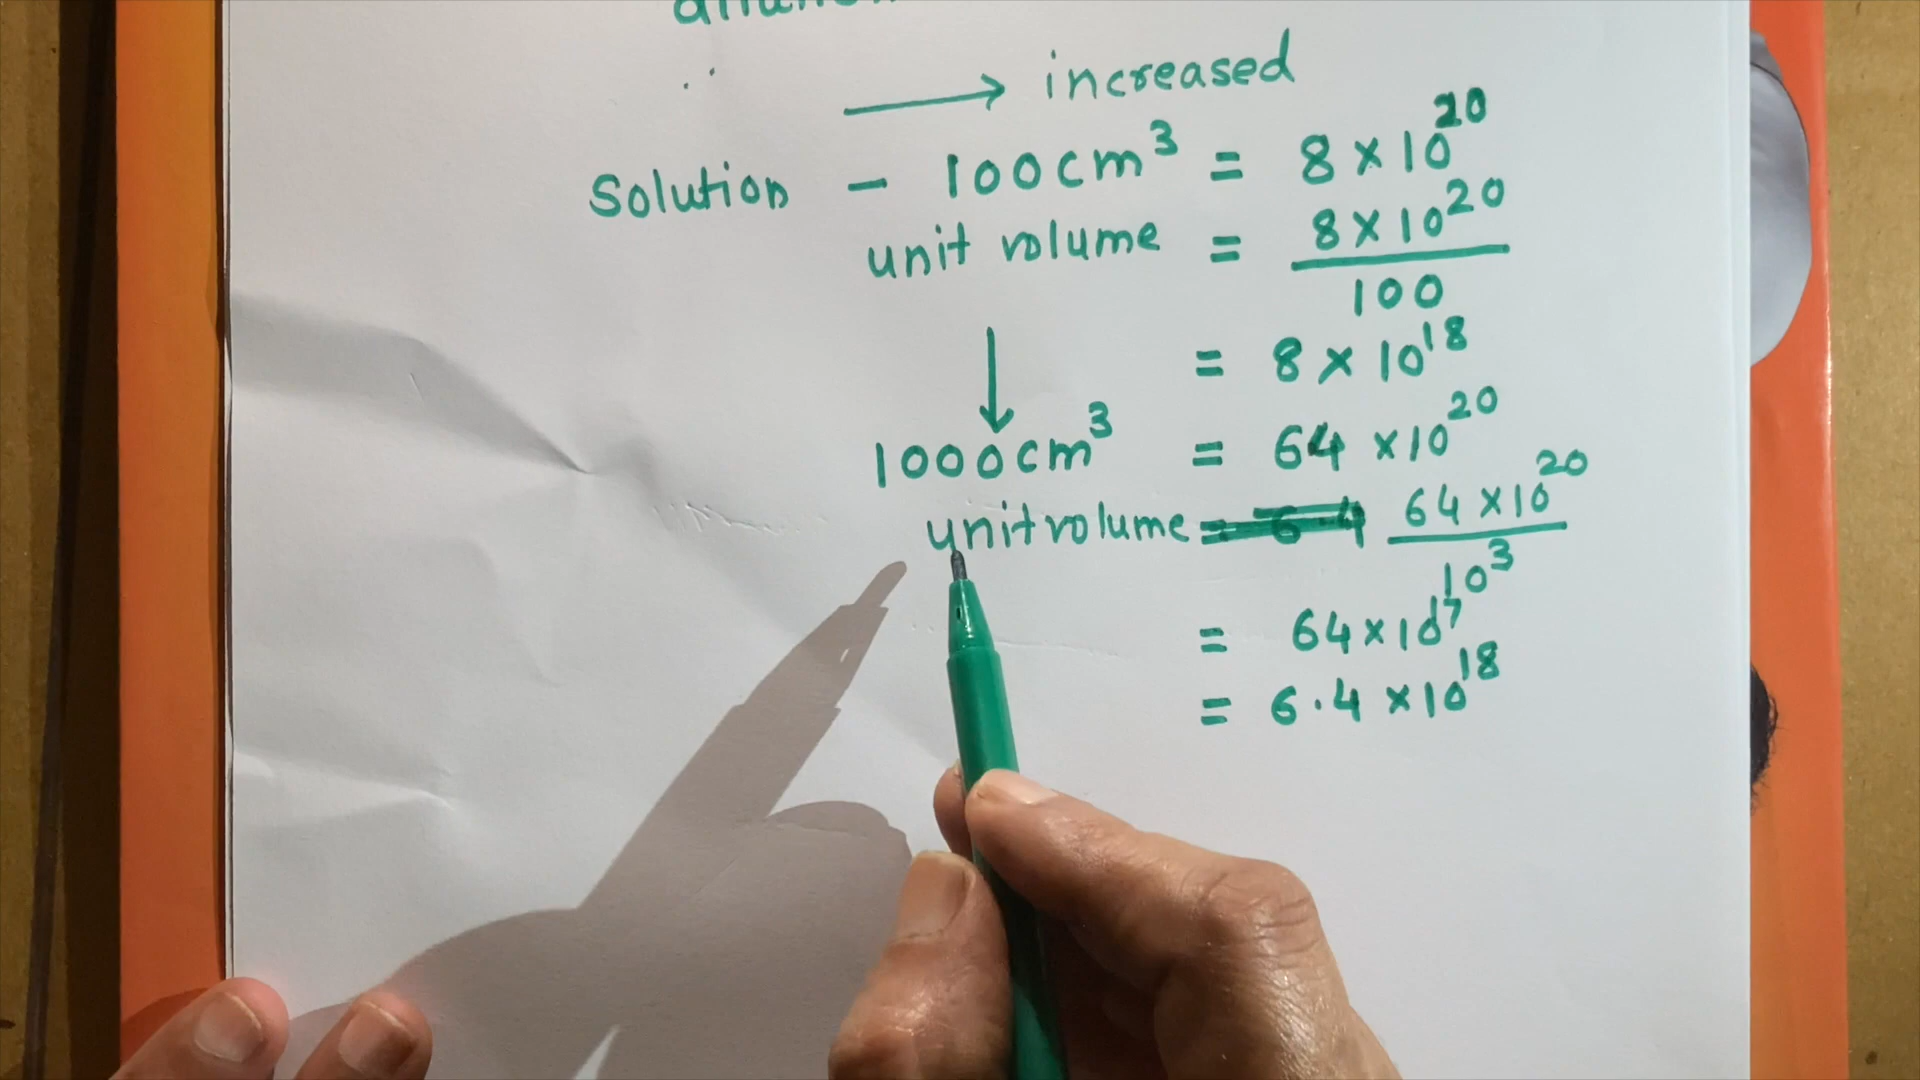 → increased
Solution – 100cm³ = 8×10²⁰
unit volume = 8×10²⁰
100
↓
= 8×10¹⁸
1000cm³ = 64×10²⁰
unit volume = 6.4 64×10²⁰
10³
= 64×10¹⁷
= 6.4×10¹⁸